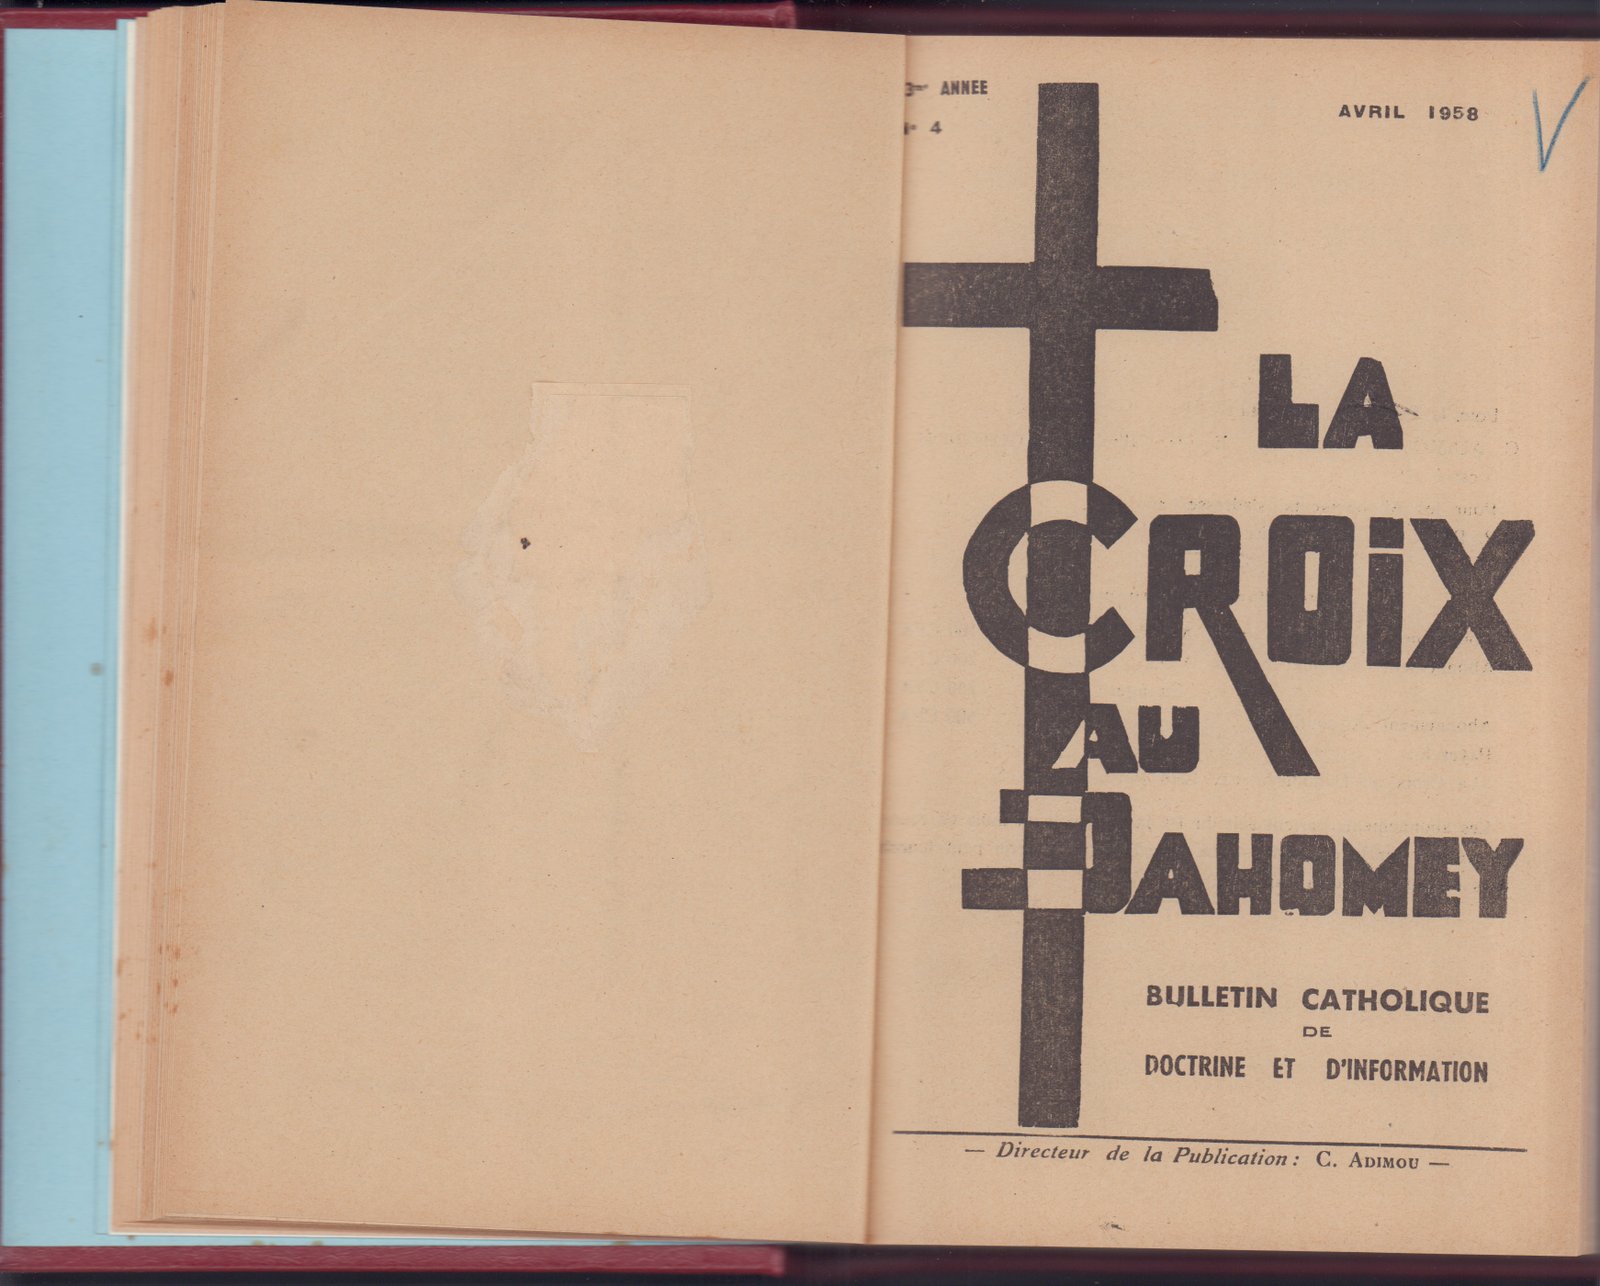 3me ANNEE
N° 4
AVRIL 1958
LA
CROiX
AU
DAHOMEY
BULLETIN CATHOLIQUE
DE
DOCTRINE ET D'INFORMATION
— Directeur de la Publication : C. ADIMOU —